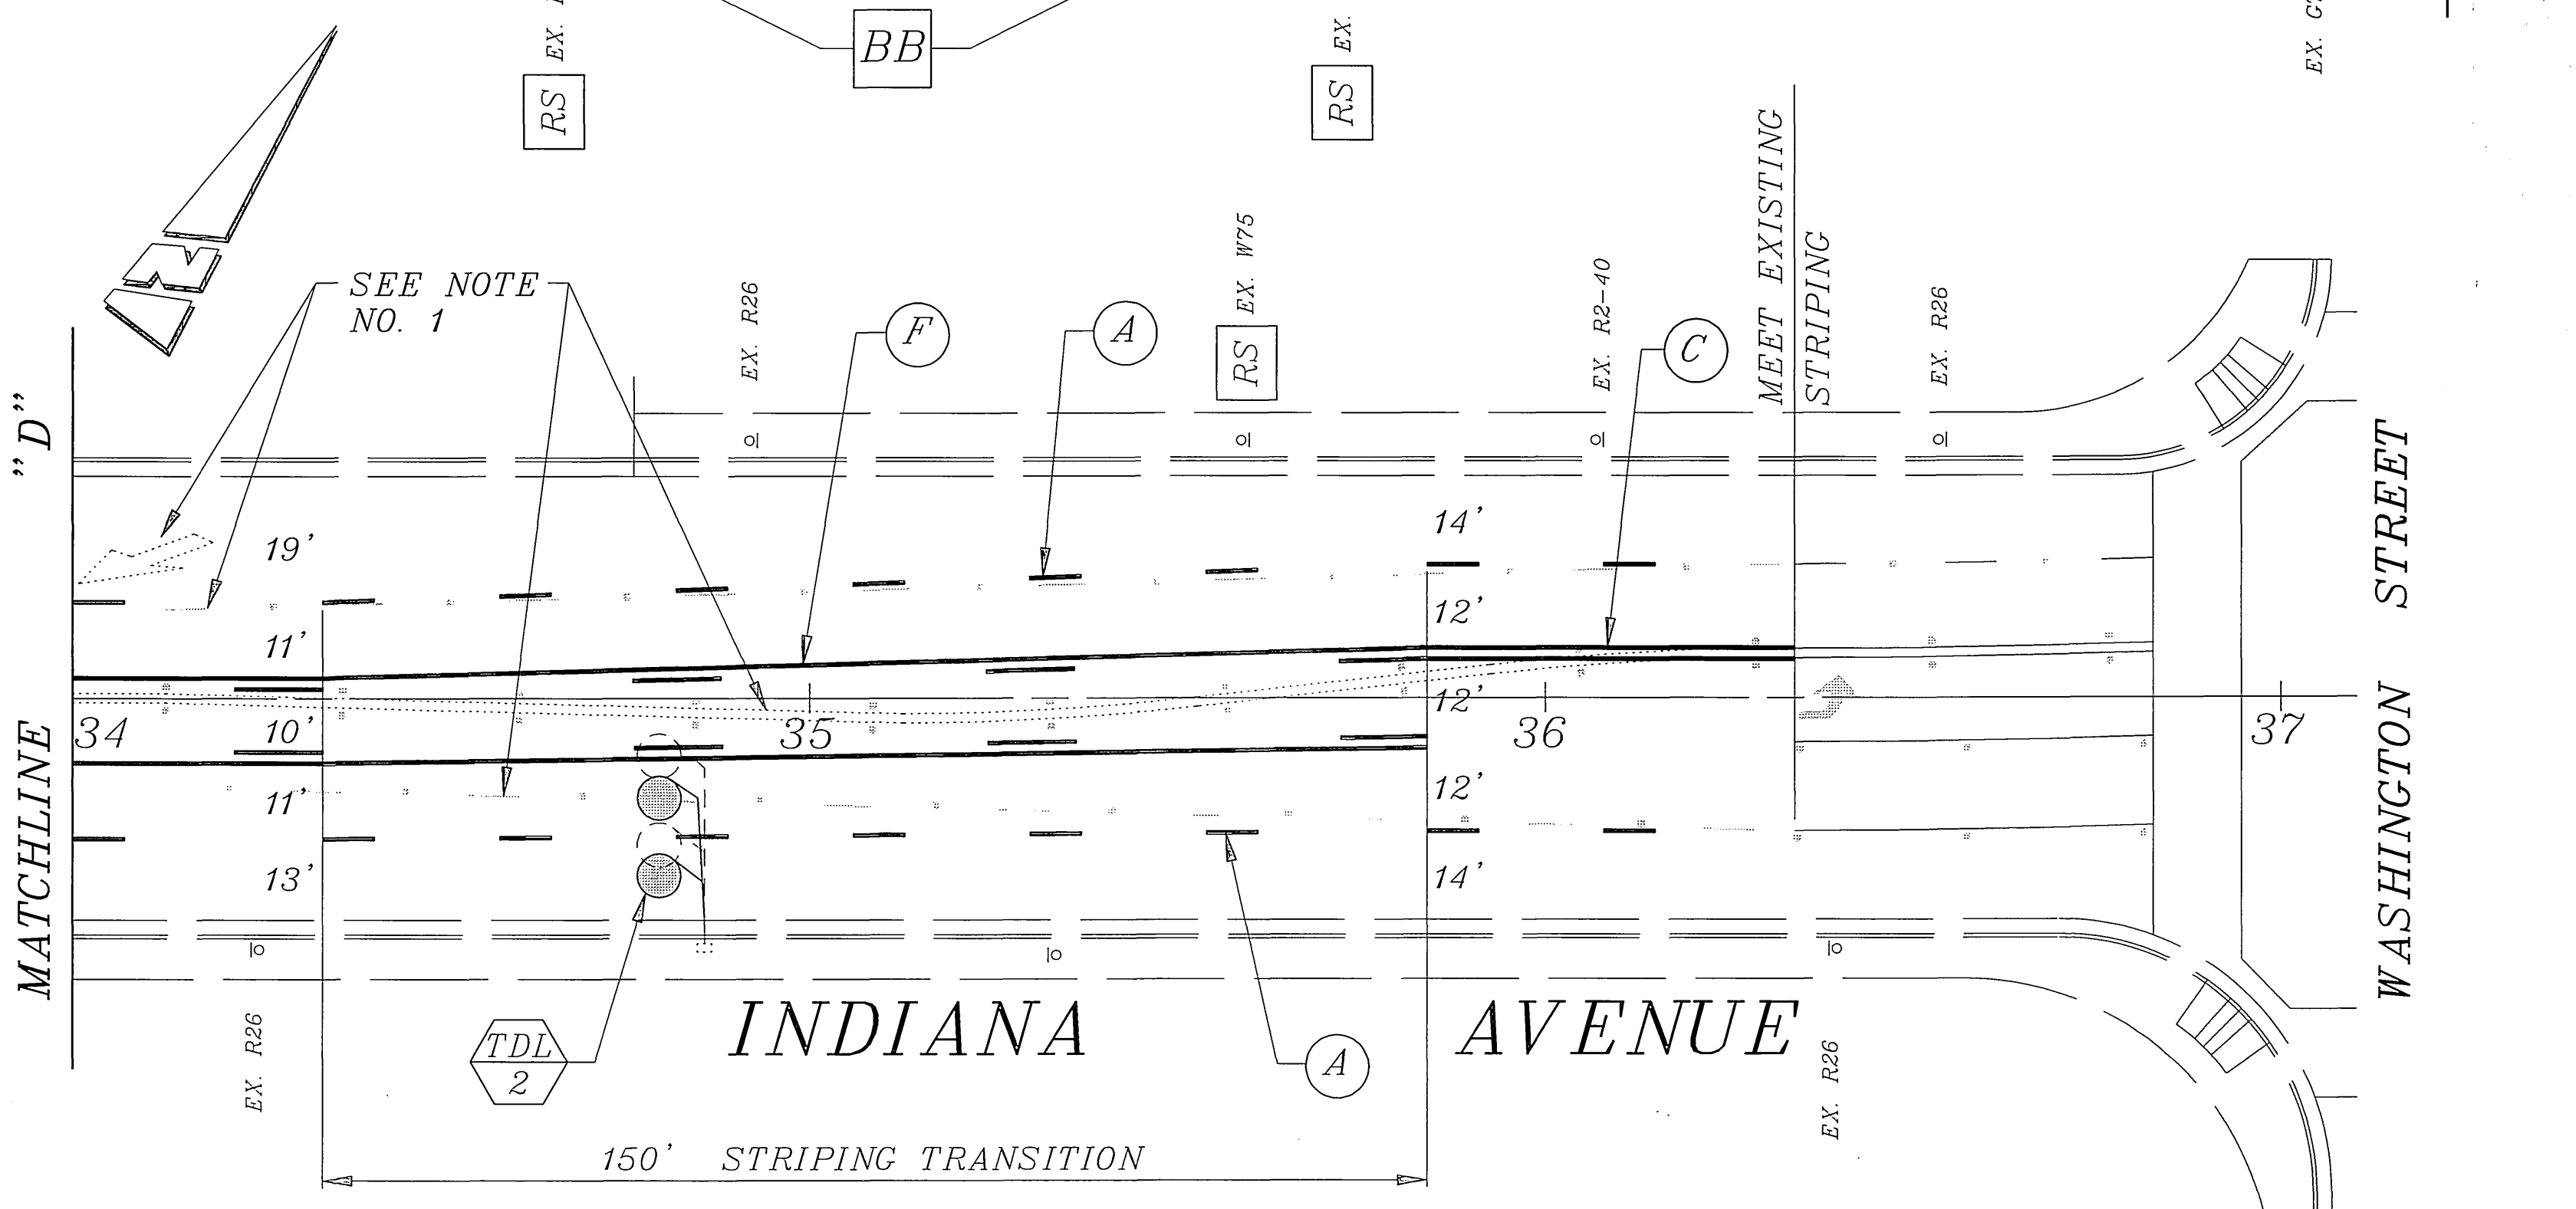 BB
RS EX.
RS EX.
EX.
SEE NOTE
NO. 1
EX. R26
F
A
RS EX. W75
EX. R2-40
C
MEET EXISTING
STRIPING
EX. R26
MATCHLINE "D"
19'
11'
10'
11'
13'
34
35
36
37
14'
12'
12'
12'
14'
WASHINGTON STREET
EX. R26
TDL
2
INDIANA AVENUE
A
EX. R26
150' STRIPING TRANSITION